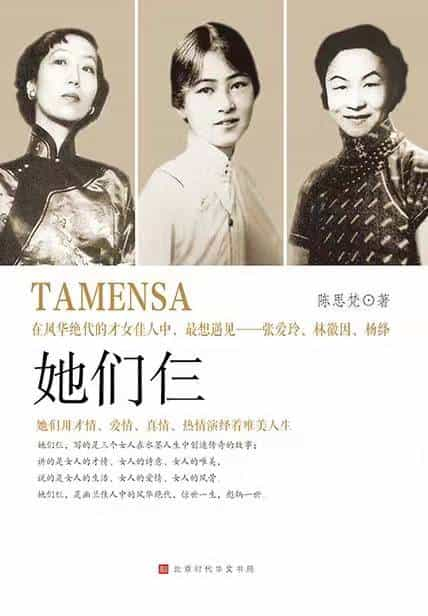 TAMENSA
陈思梵⊙著
在风华绝代的才女佳人中，最想遇见——张爱玲、林徽因、杨绛
她们仨
她们用才情、爱情、真情、热情演绎着唯美人生
她们仨，写的是三个女人在水墨人生中创造传奇的故事；
讲的是女人的才情、女人的诗意、女人的唯美，
说的是女人的生活、女人的爱情、女人的风骨
她们仨，是幽兰佳人中的风华绝代，惊世一生，彪炳一世
北京时代华文书局